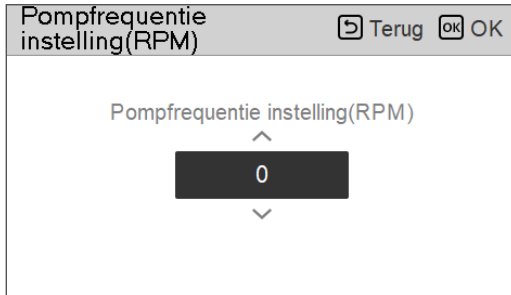 Pompfrequentie
instelling(RPM)
Terug OK OK
Pompfrequentie instelling(RPM)
0